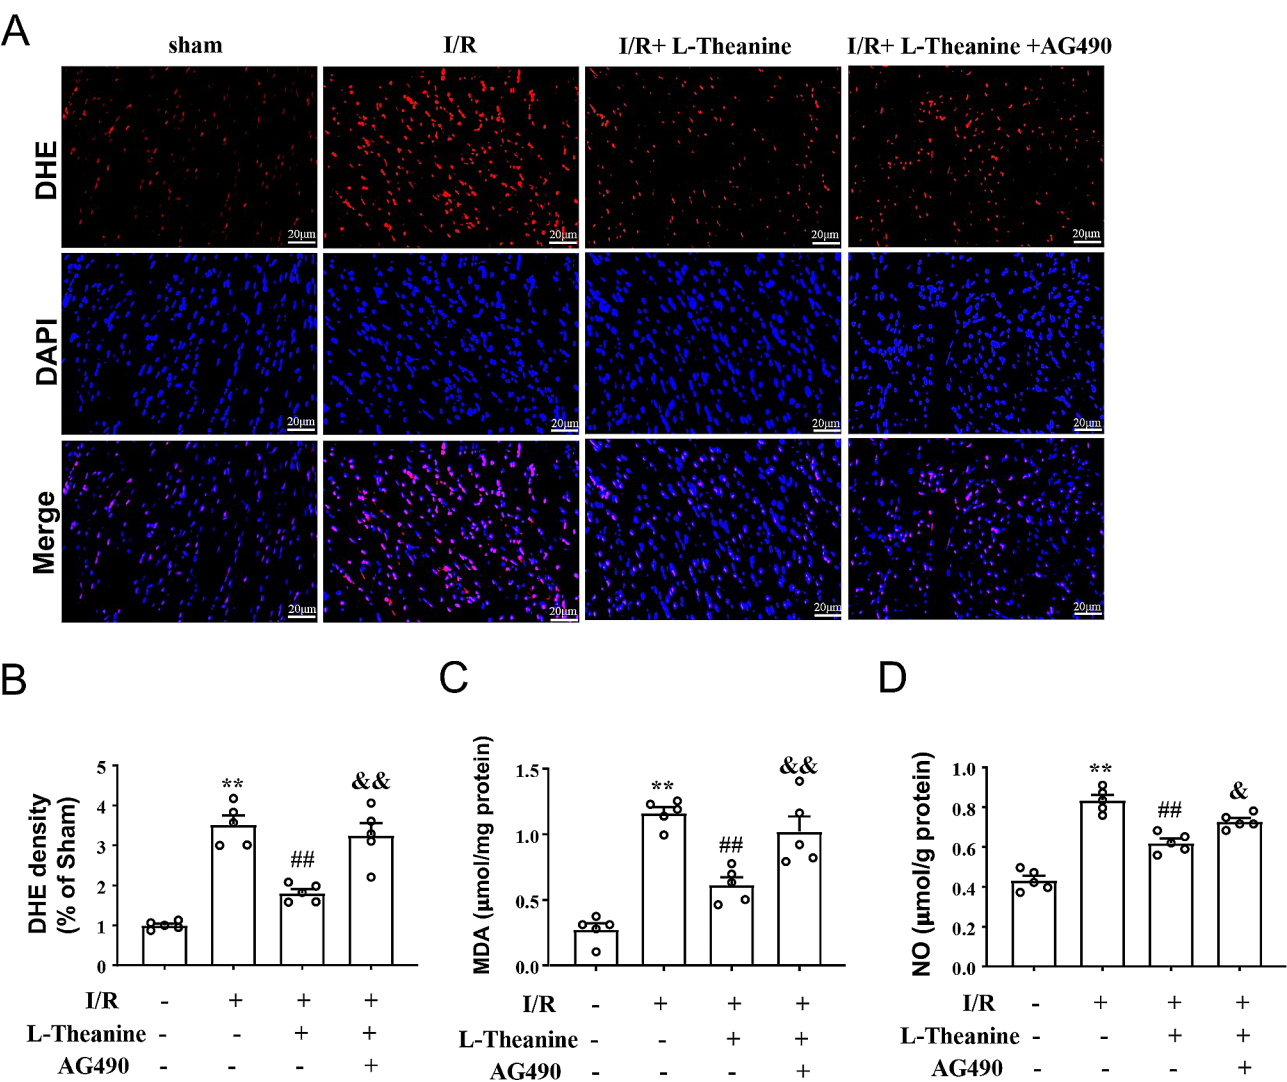 A
sham
I/R
I/R+ L-Theanine
I/R+ L-Theanine +AG490
DHE
20μm
20μm
20μm
20μm
DAPI
20μm
20μm
20μm
20μm
Merge
20μm
20μm
20μm
20μm
B
DHE density
(% of Sham)
5
4
3
2
1
0
**
##
&&
I/R - + + +
L-Theanine - - + +
AG490 - - - +
C
MDA (μmol/mg protein)
1.5
1.0
0.5
0.0
**
##
&&
I/R - + + +
L-Theanine - - + +
AG490 - - - +
D
NO (μmol/g protein)
1.0
0.8
0.6
0.4
0.2
0.0
**
##
&
I/R - + + +
L-Theanine - - + +
AG490 - - - +